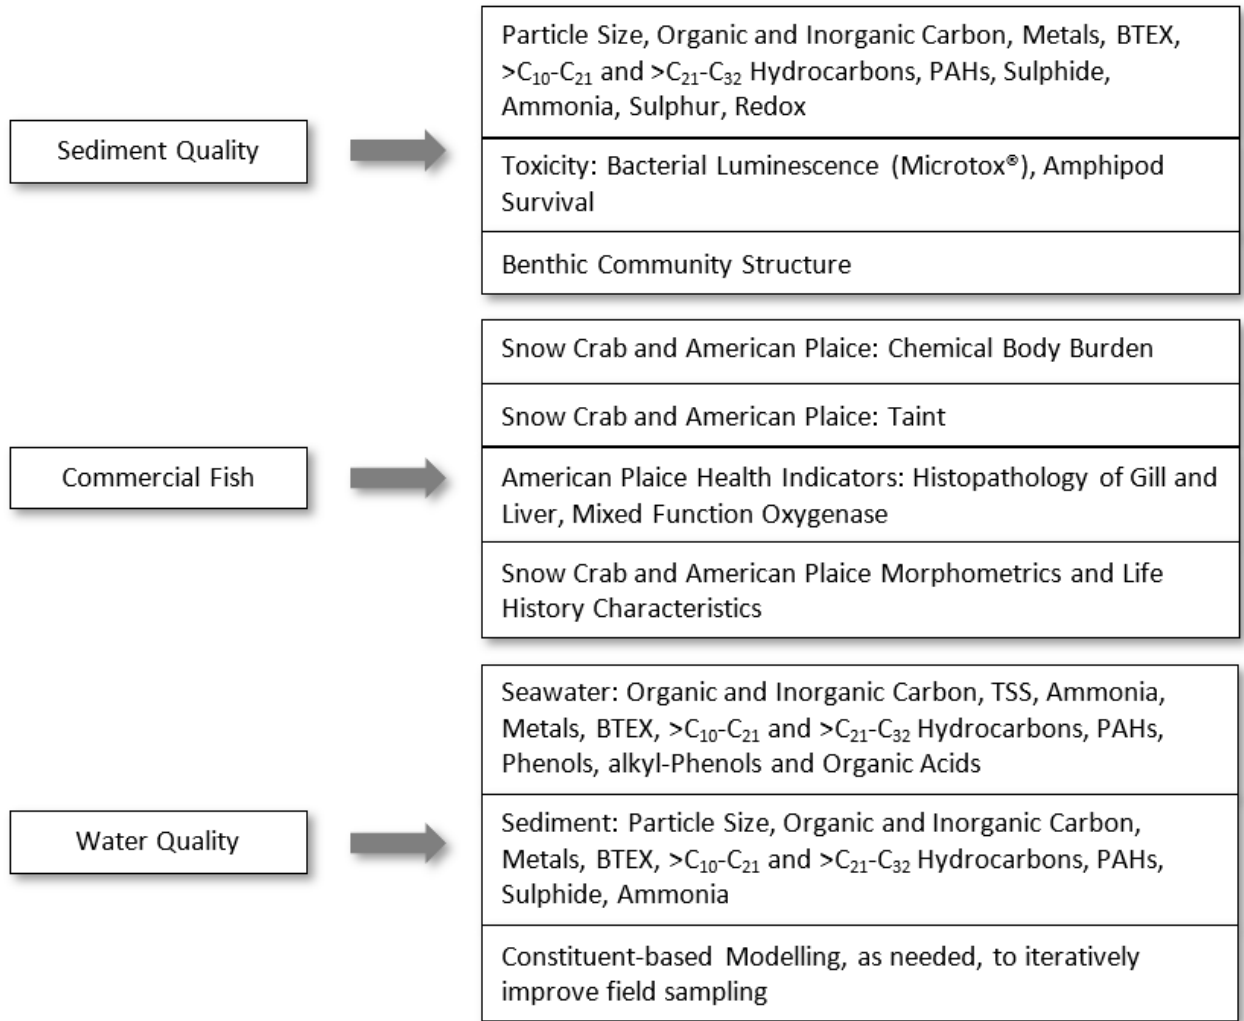 Sediment Quality
Particle Size, Organic and Inorganic Carbon, Metals, BTEX,
>C₁₀-C₂₁ and >C₂₁-C₃₂ Hydrocarbons, PAHs, Sulphide,
Ammonia, Sulphur, Redox
Toxicity: Bacterial Luminescence (Microtox®), Amphipod
Survival
Benthic Community Structure
Commercial Fish
Snow Crab and American Plaice: Chemical Body Burden
Snow Crab and American Plaice: Taint
American Plaice Health Indicators: Histopathology of Gill and
Liver, Mixed Function Oxygenase
Snow Crab and American Plaice Morphometrics and Life
History Characteristics
Water Quality
Seawater: Organic and Inorganic Carbon, TSS, Ammonia,
Metals, BTEX, >C₁₀-C₂₁ and >C₂₁-C₃₂ Hydrocarbons, PAHs,
Phenols, alkyl-Phenols and Organic Acids
Sediment: Particle Size, Organic and Inorganic Carbon,
Metals, BTEX, >C₁₀-C₂₁ and >C₂₁-C₃₂ Hydrocarbons, PAHs,
Sulphide, Ammonia
Constituent-based Modelling, as needed, to iteratively
improve field sampling